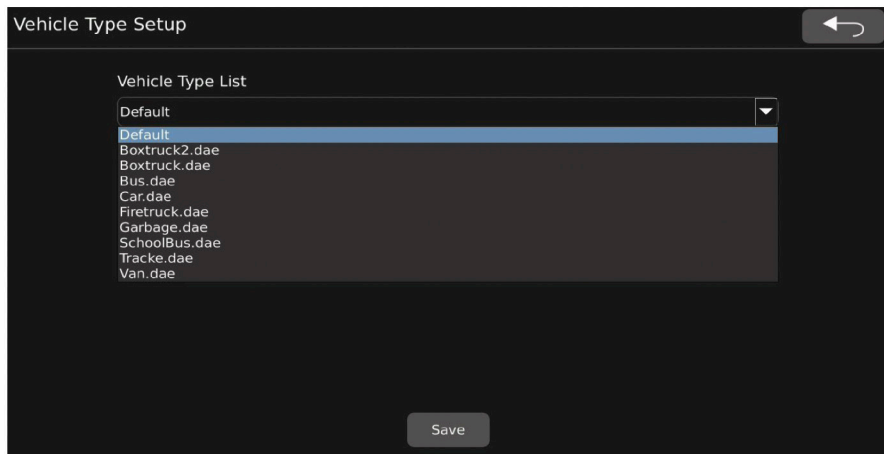 Vehicle Type Setup
Vehicle Type List
Default
Default
Boxtruck2.dae
Boxtruck.dae
Bus.dae
Car.dae
Firetruck.dae
Garbage.dae
SchoolBus.dae
Tracke.dae
Van.dae
Save